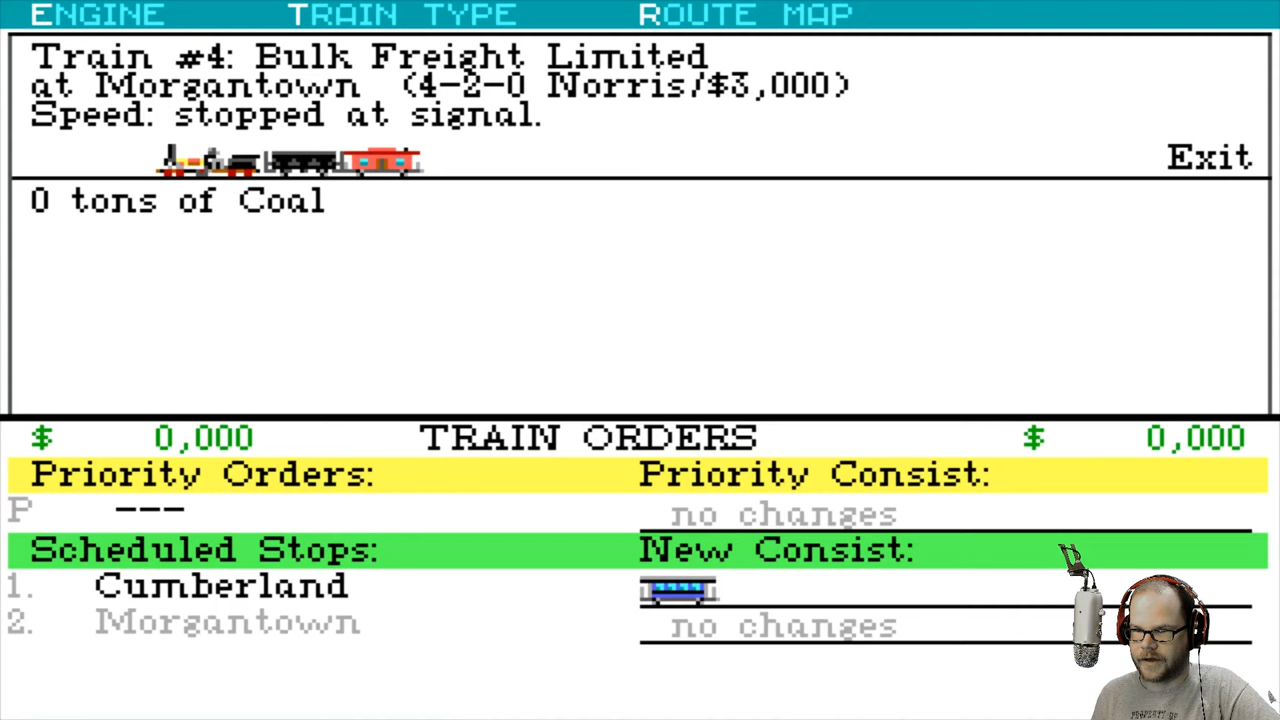 ENGINE TRAIN TYPE ROUTE MAP
Train #4: Bulk Freight Limited
at Morgantown (4-2-0 Norris/$3,000)
Speed: stopped at signal.
Exit
0 tons of Coal
$ 0,000 TRAIN ORDERS $ 0,000
Priority Orders: Priority Consist:
P --- no changes
Scheduled Stops: New Consist:
1. Cumberland
2. Morgantown no changes
PROPERTY OF